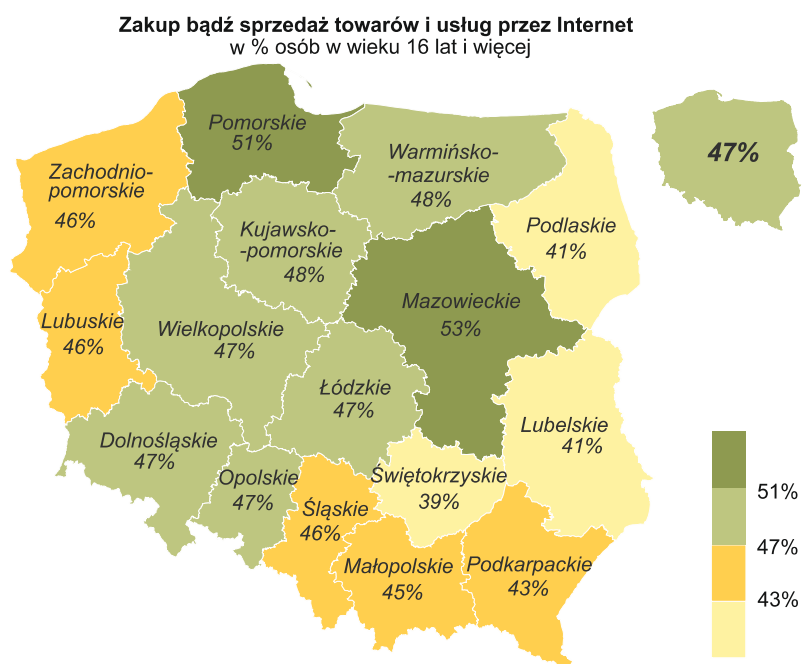 Zakup bądź sprzedaż towarów i usług przez Internet
w % osób w wieku 16 lat i więcej
Pomorskie
51%
Zachodnio-
pomorskie
46%
Warmińsko-
-mazurskie
48%
47%
Podlaskie
41%
Kujawsko-
-pomorskie
48%
Mazowieckie
53%
Lubuskie
46%
Wielkopolskie
47%
Łódzkie
47%
Lubelskie
41%
Dolnośląskie
47%
Opolskie
47%
Świętokrzyskie
39%
Śląskie
46%
Małopolskie
45%
Podkarpackie
43%
51%
47%
43%